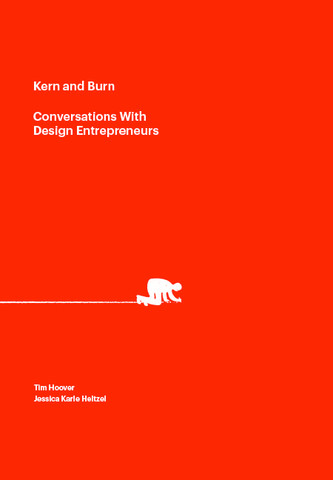 Kern and Burn
Conversations With
Design Entrepreneurs
Tim Hoover
Jessica Karle Heltzel